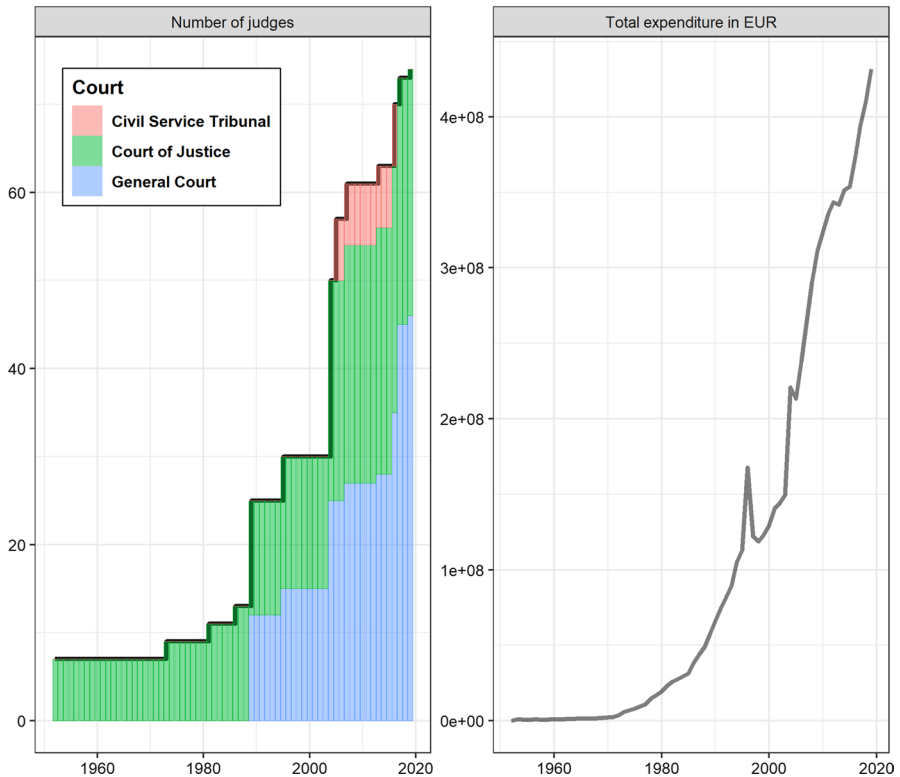 Number of judges
Court
Civil Service Tribunal
Court of Justice
General Court
60
40
20
0
1960
1980
2000
2020
Total expenditure in EUR
4e+08
3e+08
2e+08
1e+08
0e+00
1960
1980
2000
2020